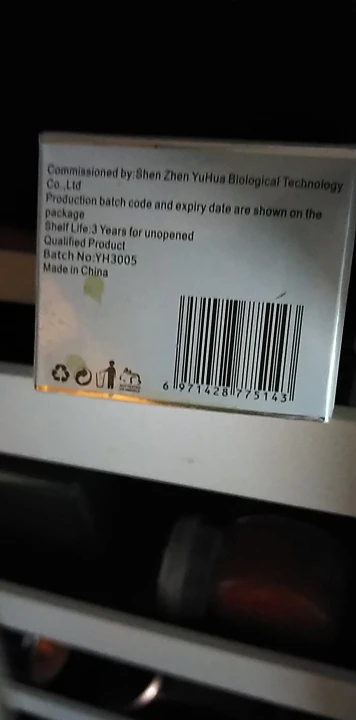 Commissioned by:Shen Zhen YuHua Biological Technology
Co.,Ltd
Production batch code and expiry date are shown on the
package
Shelf Life:3 Years for unopened
Qualified Product
Batch No:YH3005
Made in China
6 971428 775143